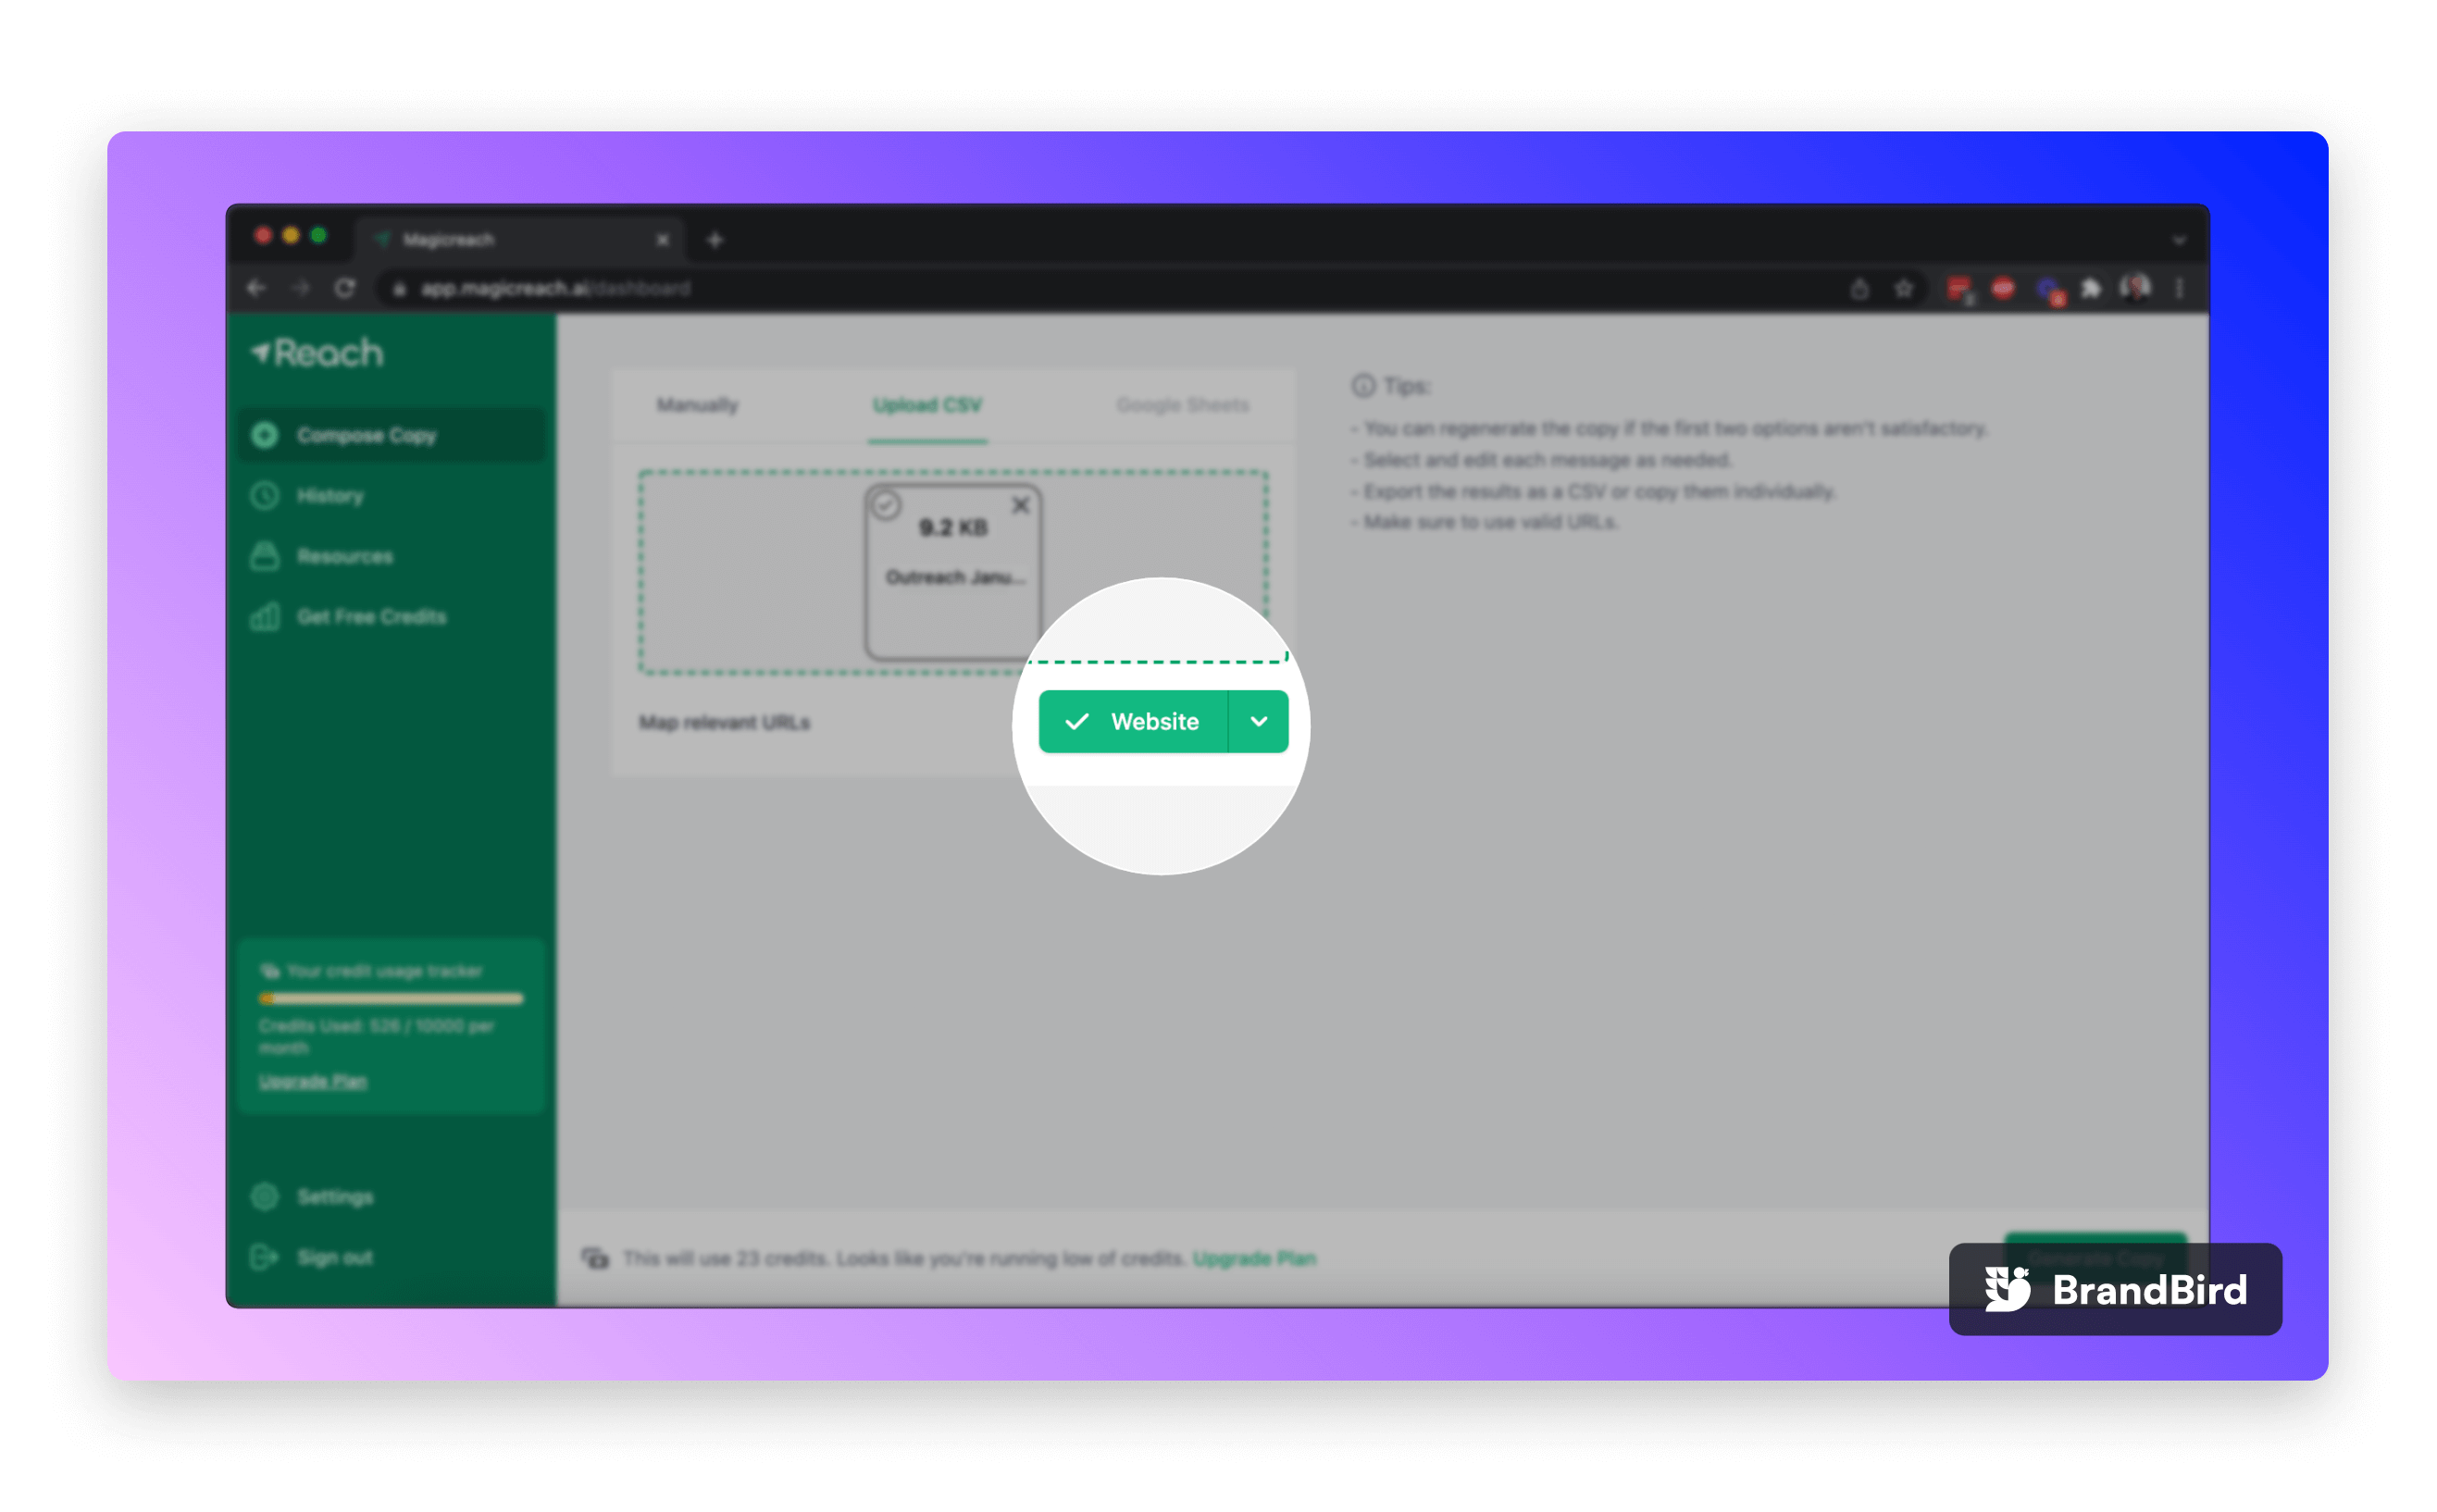 Magicreach
app.magicreach.ai/dashboard
Reach
Compose Copy
History
Resources
Get Free Credits
Your credit usage tracker
Credits Used: 526 / 10000 per
month
Upgrade Plan
Settings
Sign out
Manually
Upload CSV
Google Sheets
9.2 KB
Outreach Janu...
Map relevant URLs
Website
Tips:
- You can regenerate the copy if the first two options aren't satisfactory.
- Select and edit each message as needed.
- Export the results as a CSV or copy them individually.
- Make sure to use valid URLs.
This will use 23 credits. Looks like you're running low of credits. Upgrade Plan
Generate Copy
BrandBird